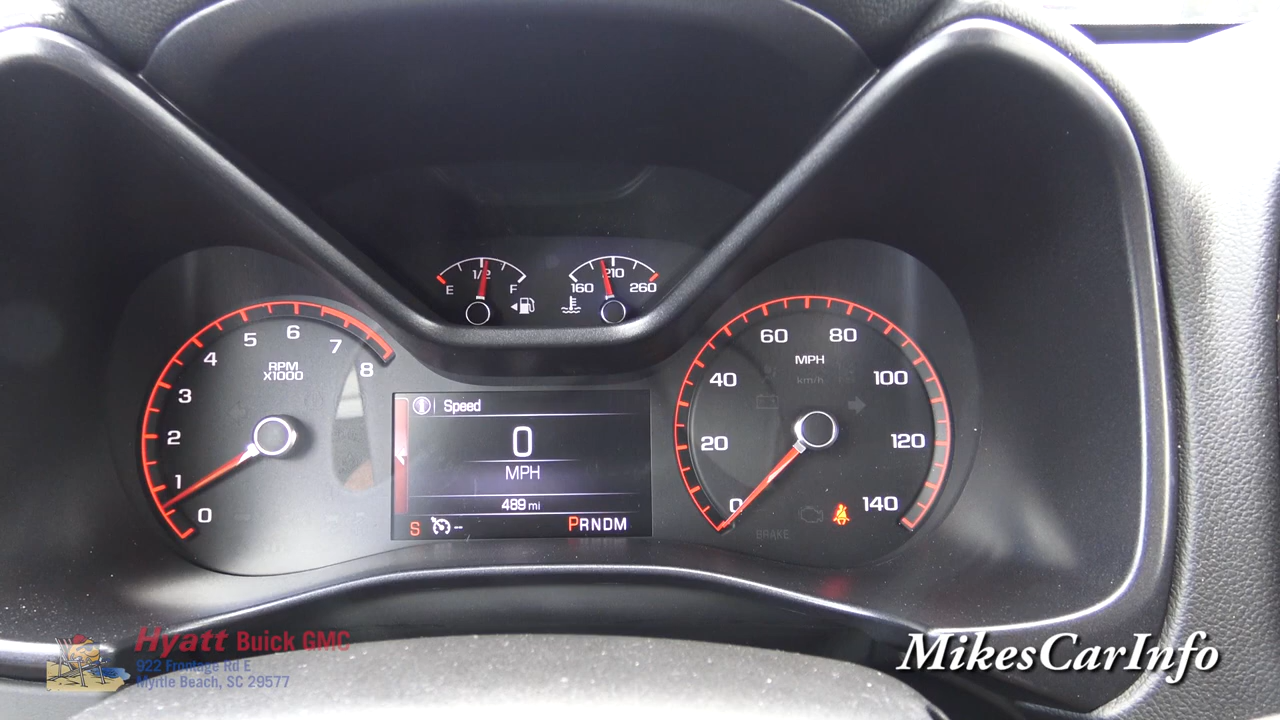 E 1/2 F
160 210 260
0 1 2 3 4 5 6 7 8
RPM
X1000
Speed
0
MPH
489 mi
S --
PRNDM
0 20 40 60 80 100 120 140
MPH
km/h
BRAKE
Hyatt Buick GMC
922 Frontage Rd E
Myrtle Beach, SC 29577
MikesCarInfo